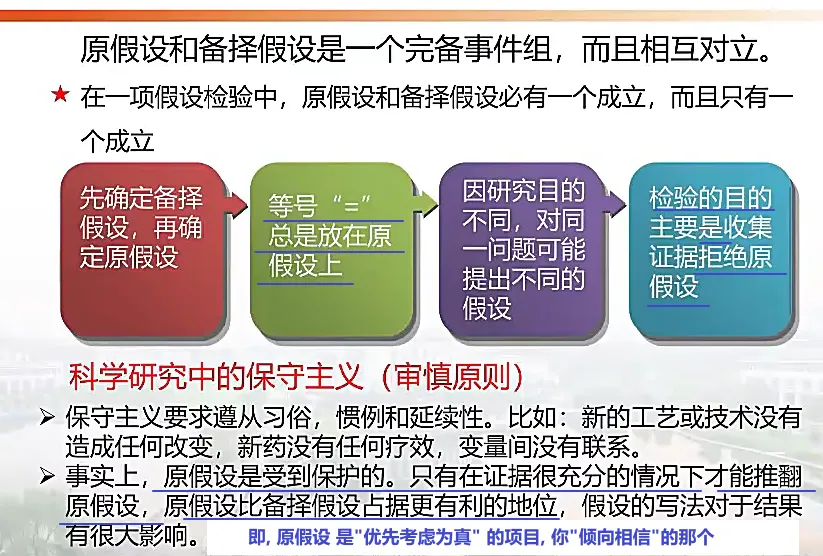 原假设和备择假设是一个完备事件组，而且相互对立。
★ 在一项假设检验中，原假设和备择假设必有一个成立，而且只有一
个成立
先确定备择
假设，再确
定原假设
等号“=”
总是放在原
假设上
因研究目的
不同，对同
一问题可能
提出不同的
假设
检验的目的
主要是收集
证据拒绝原
假设
科学研究中的保守主义（审慎原则）
➢ 保守主义要求遵从习俗，惯例和延续性。比如：新的工艺或技术没有
造成任何改变，新药没有任何疗效，变量间没有联系。
➢ 事实上，原假设是受到保护的。只有在证据很充分的情况下才能推翻
原假设，原假设比备择假设占据更有利的地位，假设的写法对于结果
有很大影响。
即, 原假设 是"优先考虑为真" 的项目, 你"倾向相信"的那个